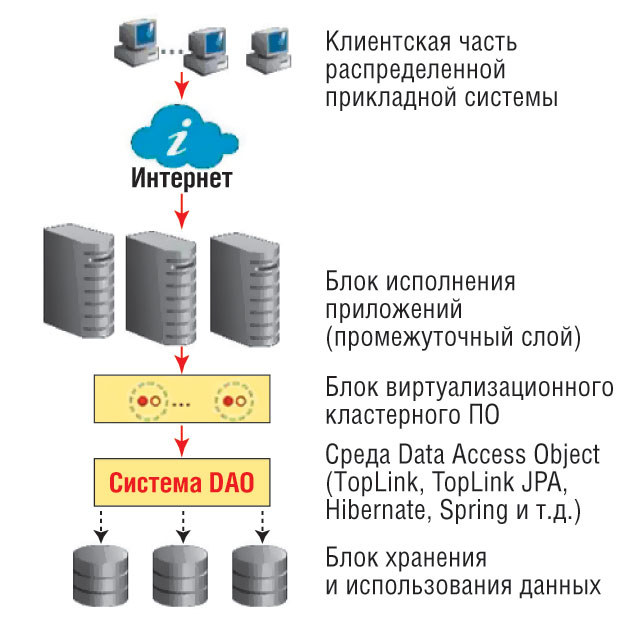 Клиентская часть
распределенной
прикладной системы
i
Интернет
Блок исполнения
приложений
(промежуточный слой)
...
...
Блок виртуализационного
кластерного ПО
Система DAO
Среда Data Access Object
(TopLink, TopLink JPA,
Hibernate, Spring и т.д.)
Блок хранения
и использования данных